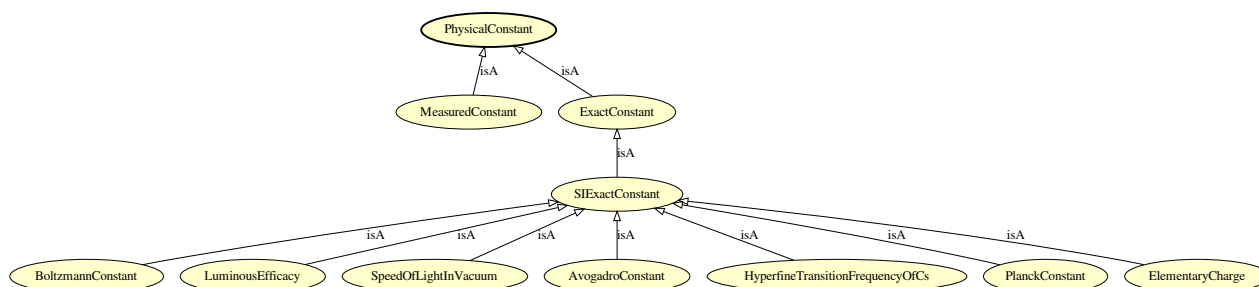 PhysicalConstant
isA
isA
MeasuredConstant
ExactConstant
isA
SIExactConstant
isA
isA
isA
isA
isA
isA
isA
BoltzmannConstant
LuminousEfficacy
SpeedOfLightInVacuum
AvogadroConstant
HyperfineTransitionFrequencyOfCs
PlanckConstant
ElementaryCharge